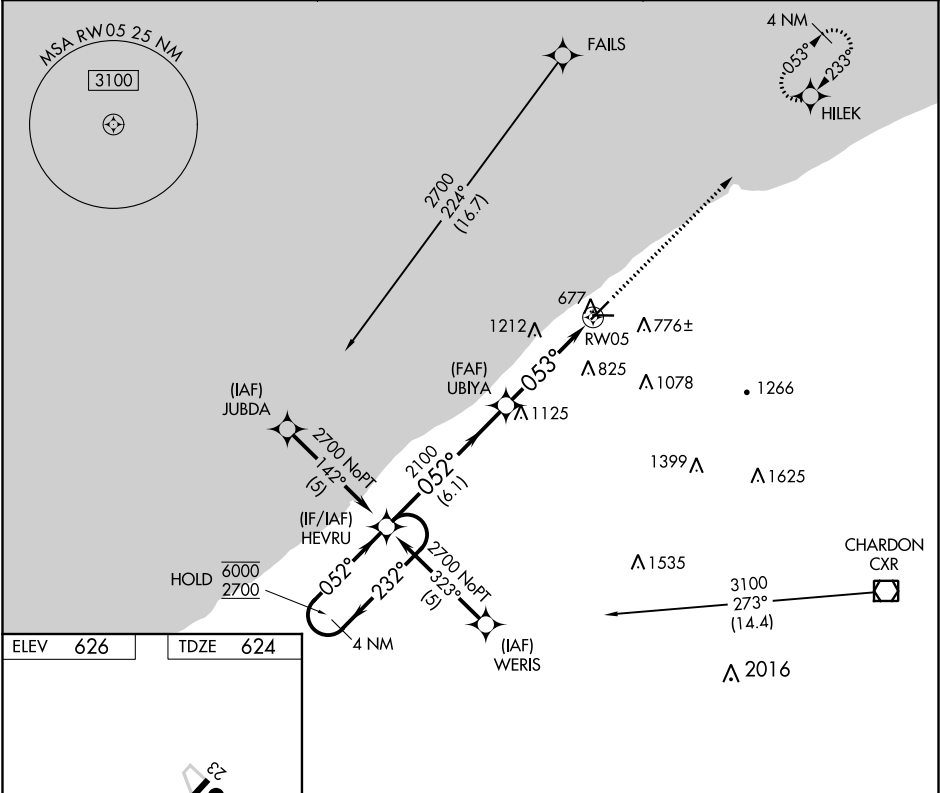 MSA RW05 25 NM
3100
FAILS
4 NM
053°
233°
HILEK
2700
224°
(16.7)
677
1212
RW05
776±
(FAF)
UBIYA
053°
825
1078
1266
1125
(IAF)
JUBDA
2700 NoPT
142°
(5)
2100
052°
(6.1)
1399
1625
(IF/IAF)
HEVRU
2700 NoPT
323°
(5)
1535
CHARDON
CXR
HOLD
6000
2700
052°
232°
4 NM
3100
273°
(14.4)
(IAF)
WERIS
2016
ELEV 626
TDZE 624
23